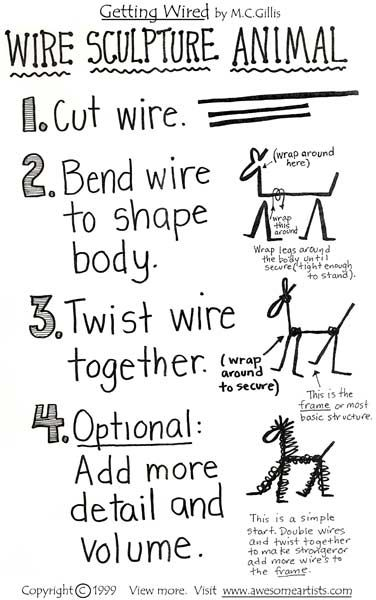 Getting Wired by M.C.Gillis
WIRE SCULPTURE ANIMAL
1. Cut wire.
2. Bend wire
to shape
body.
(wrap around
here)
wrap
this
around
Wrap legs around
the body until
secure (tight enough
to stand).
3. Twist wire
together.
(wrap
around
to secure)
This is the
frame or most
basic structure.
4. Optional:
Add more
detail and
volume.
This is a simple
start. Double wires
and twist together
to make stronger or
add more wire's to
the frame.
Copyright © 1999 View more. Visit www.awesomeartists.com